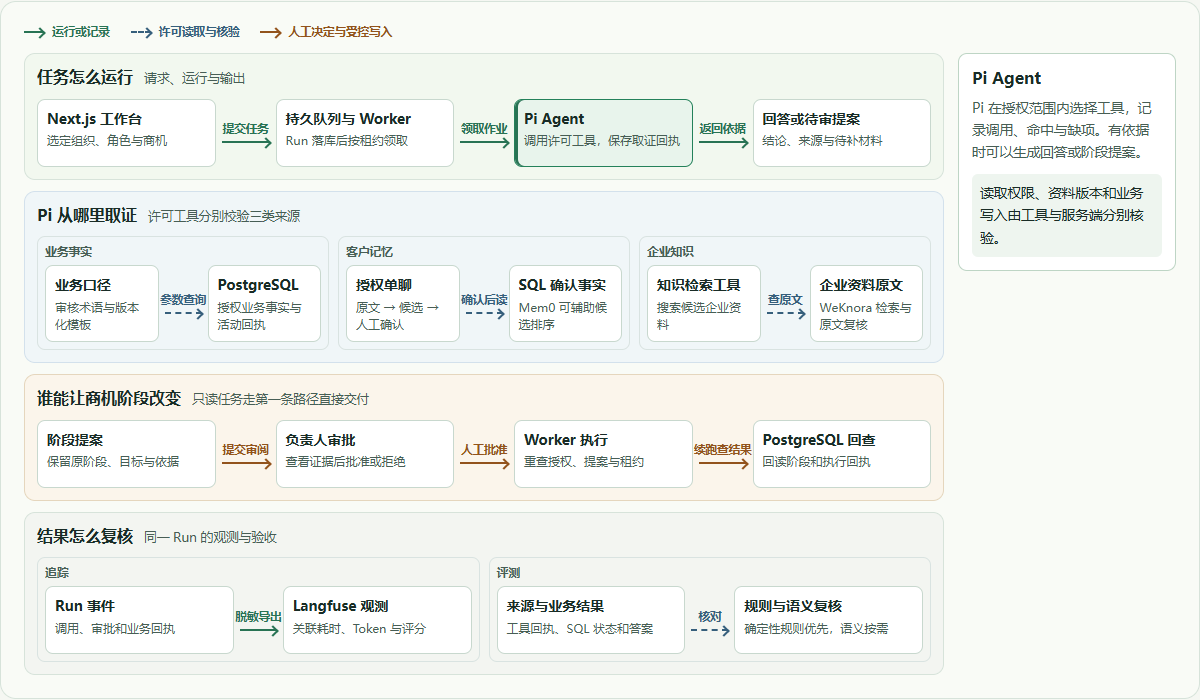 运行或记录
许可读取与核验
人工决定与受控写入
任务怎么运行 请求、运行与输出
Next.js 工作台
选定组织、角色与商机
提交任务
持久队列与 Worker
Run 落库后按租约领取
领取作业
Pi Agent
调用许可工具，保存取证回执
返回依据
回答或待审提案
结论、来源与待补材料
Pi 从哪里取证 许可工具分别校验三类来源
业务事实
业务口径
审核术语与版本
化模板
参数查询
PostgreSQL
授权业务事实与
活动回执
客户记忆
授权单聊
原文 → 候选 →
人工确认
确认后读
SQL 确认事实
Mem0 可辅助候
选排序
企业知识
知识检索工具
搜索候选企业资
料
查原文
企业资料原文
WeKnora 检索与
原文复核
谁能让商机阶段改变 只读任务走第一条路径直接交付
阶段提案
保留原阶段、目标与依据
提交审阅
负责人审批
查看证据后批准或拒绝
人工批准
Worker 执行
重查授权、提案与租约
续跑查结果
PostgreSQL 回查
回读阶段和执行回执
结果怎么复核 同一 Run 的观测与验收
追踪
Run 事件
调用、审批和业务回执
脱敏导出
Langfuse 观测
关联耗时、Token 与评分
评测
来源与业务结果
工具回执、SQL 状态和答案
核对
规则与语义复核
确定性规则优先，语义按需
Pi Agent
Pi 在授权范围内选择工具，记
录调用、命中与缺项。有依据
时可以生成回答或阶段提案。
读取权限、资料版本和业务
写入由工具与服务端分别核
验。